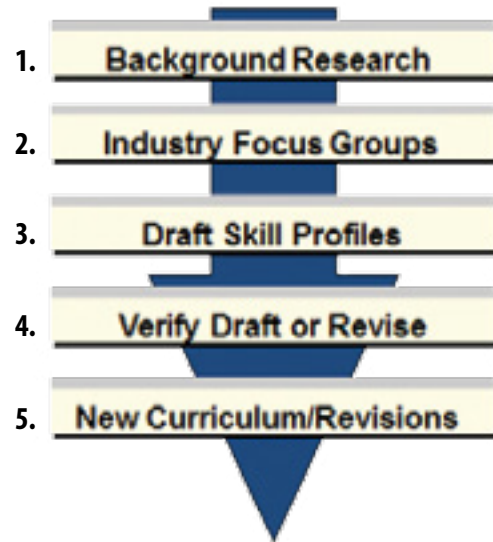 1. Background Research
2. Industry Focus Groups
3. Draft Skill Profiles
4. Verify Draft or Revise
5. New Curriculum/Revisions